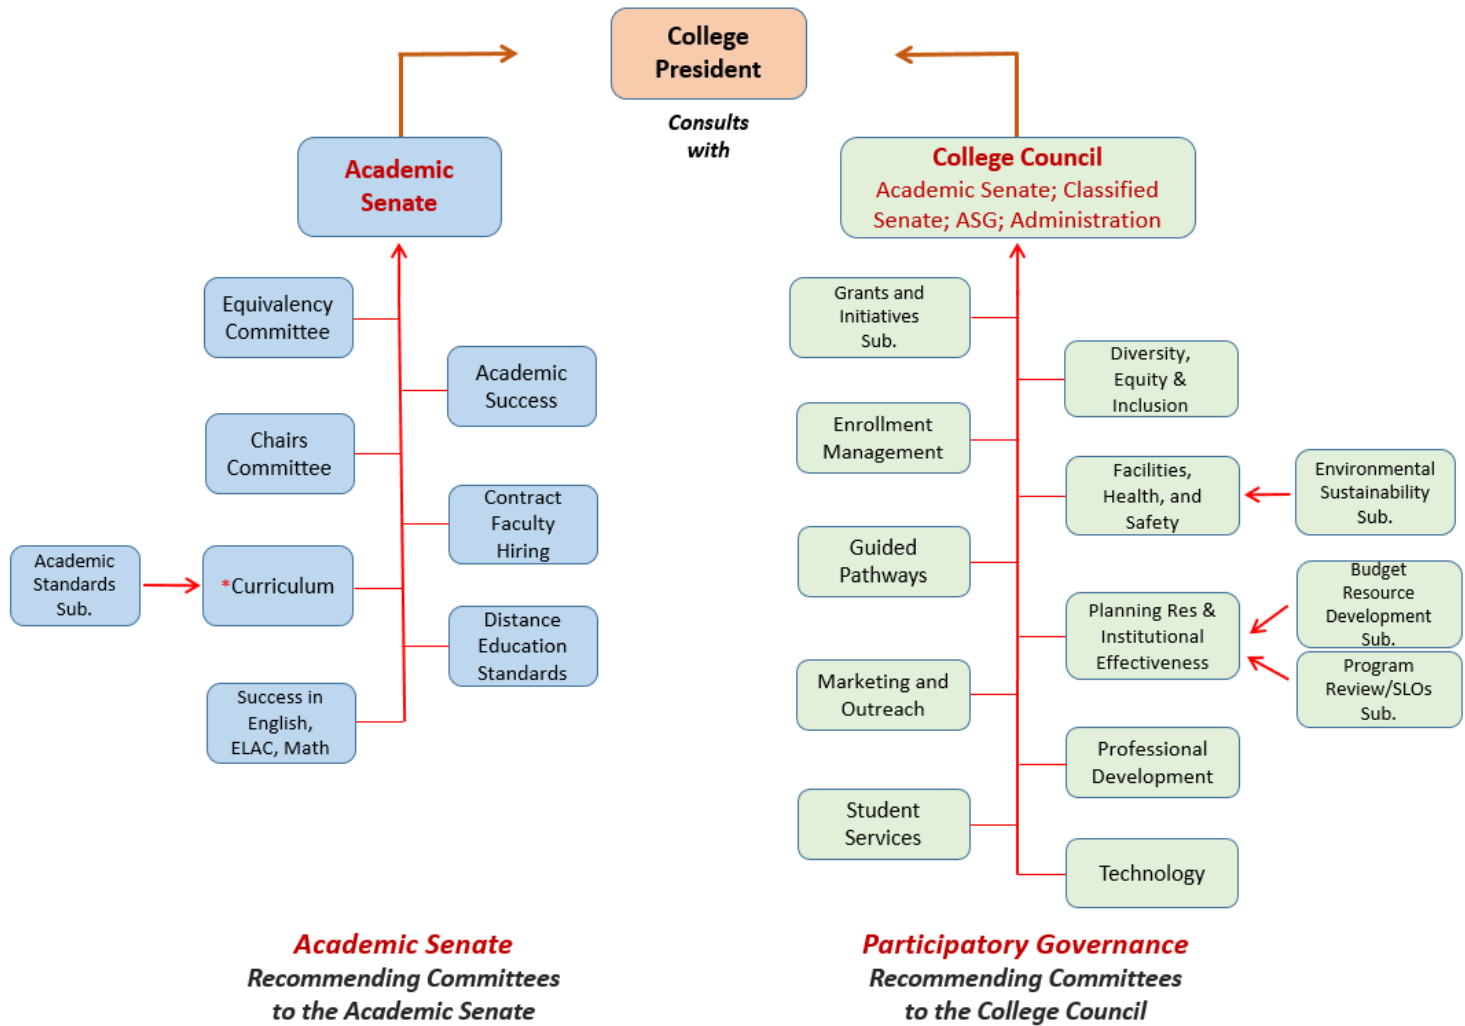 College
President
Consults
with
Academic
Senate
College Council
Academic Senate; Classified
Senate; ASG; Administration
Equivalency
Committee
Academic
Success
Chairs
Committee
Contract
Faculty
Hiring
Academic
Standards
Sub.
*Curriculum
Distance
Education
Standards
Success in
English,
ELAC, Math
Grants and
Initiatives
Sub.
Diversity,
Equity &
Inclusion
Enrollment
Management
Facilities,
Health, and
Safety
Environmental
Sustainability
Sub.
Guided
Pathways
Planning Res &
Institutional
Effectiveness
Budget
Resource
Development
Sub.
Program
Review/SLOs
Sub.
Marketing and
Outreach
Professional
Development
Student
Services
Technology
Academic Senate
Recommending Committees
to the Academic Senate
Participatory Governance
Recommending Committees
to the College Council